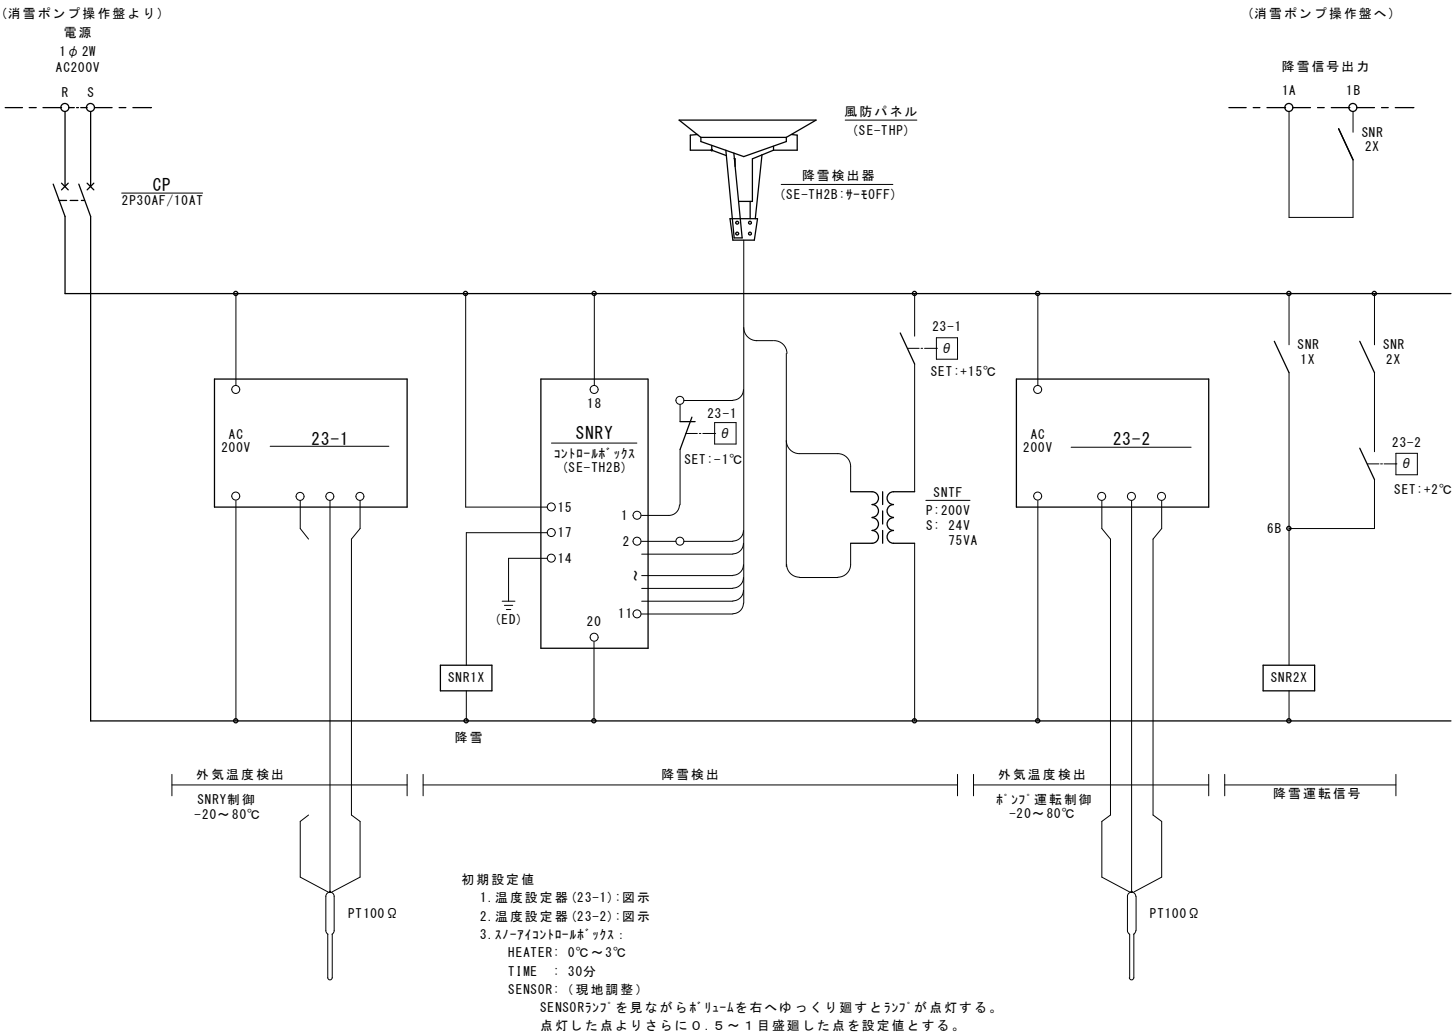 (消雪ポンプ操作盤より)
電源
1φ2W
AC200V
R S
CP
2P30AF/10AT
風防パネル
(SE-THP)
降雪検出器
(SE-TH2B:ｻｰﾓOFF)
(消雪ポンプ操作盤へ)
降雪信号出力
1A 1B
SNR
2X
AC
200V
23-1
18
SNRY
ｺﾝﾄﾛｰﾙﾎﾞｯｸｽ
(SE-TH2B)
15
17
14
(ED)
1
2
~
11
20
SNR1X
降雪
23-1
θ
SET:-1℃
23-1
θ
SET:+15℃
SNTF
P:200V
S: 24V
75VA
AC
200V
23-2
SNR
1X
SNR
2X
23-2
θ
SET:+2℃
6B
SNR2X
外気温度検出
SNRY制御
-20～80℃
降雪検出
外気温度検出
ﾎﾟﾝﾌﾟ運転制御
-20～80℃
降雪運転信号
PT100Ω
PT100Ω
初期設定値
1.温度設定器(23-1):図示
2.温度設定器(23-2):図示
3.ｽﾉｰｱｲｺﾝﾄﾛｰﾙﾎﾞｯｸｽ:
HEATER: 0℃～3℃
TIME : 30分
SENSOR:（現地調整）
SENSORﾗﾝﾌﾟを見ながらﾎﾞﾘｭｰﾑを右へゆっくり廻すとﾗﾝﾌﾟが点灯する。
点灯した点よりさらに０.５～１目盛廻した点を設定値とする。